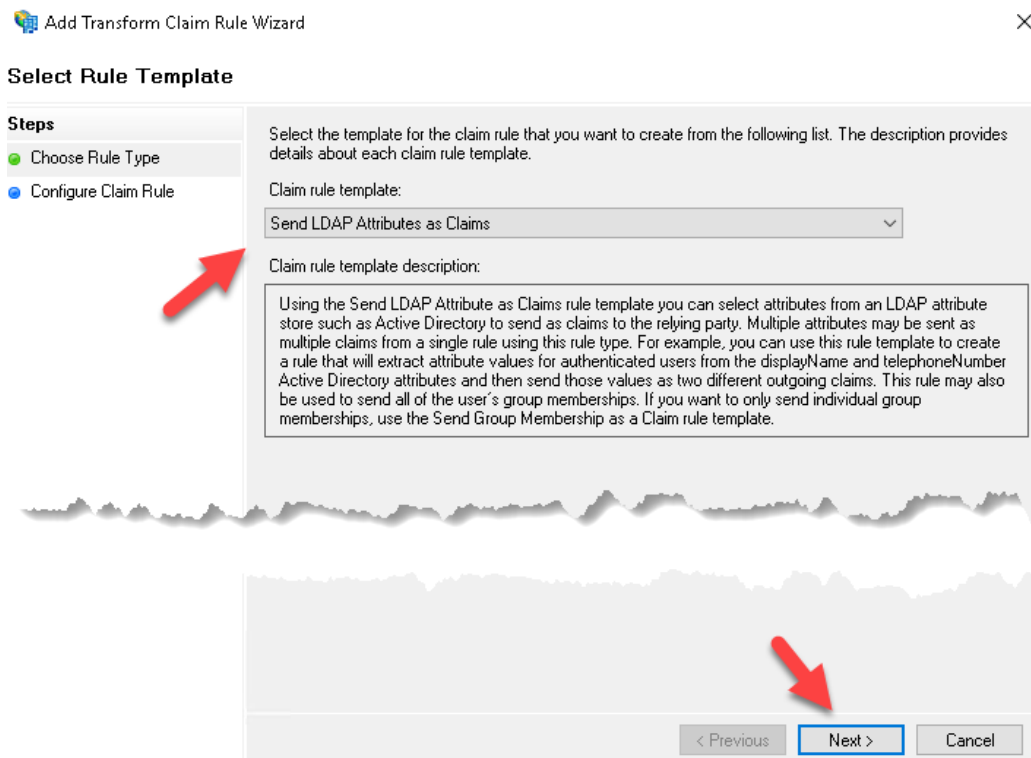 Add Transform Claim Rule Wizard
Select Rule Template
Steps
Choose Rule Type
Configure Claim Rule
Select the template for the claim rule that you want to create from the following list. The description provides
details about each claim rule template.
Claim rule template:
Send LDAP Attributes as Claims
Claim rule template description:
Using the Send LDAP Attribute as Claims rule template you can select attributes from an LDAP attribute
store such as Active Directory to send as claims to the relying party. Multiple attributes may be sent as
multiple claims from a single rule using this rule type. For example, you can use this rule template to create
a rule that will extract attribute values for authenticated users from the displayName and telephoneNumber
Active Directory attributes and then send those values as two different outgoing claims. This rule may also
be used to send all of the user's group memberships. If you want to only send individual group
memberships, use the Send Group Membership as a Claim rule template.
< Previous
Next >
Cancel